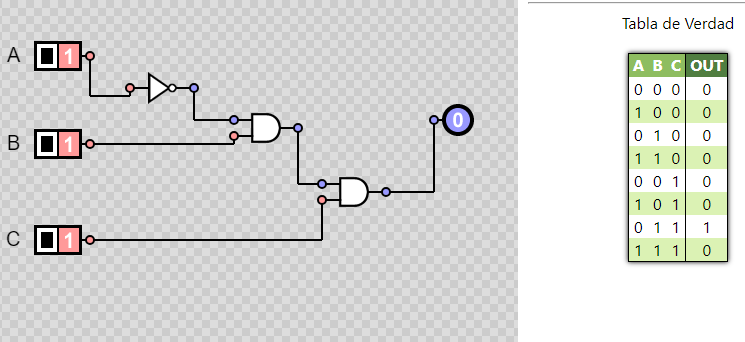 A 1
B 1
C 1
0
Tabla de Verdad
A B C OUT
0 0 0 0
1 0 0 0
0 1 0 0
1 1 0 0
0 0 1 0
1 0 1 0
0 1 1 1
1 1 1 0